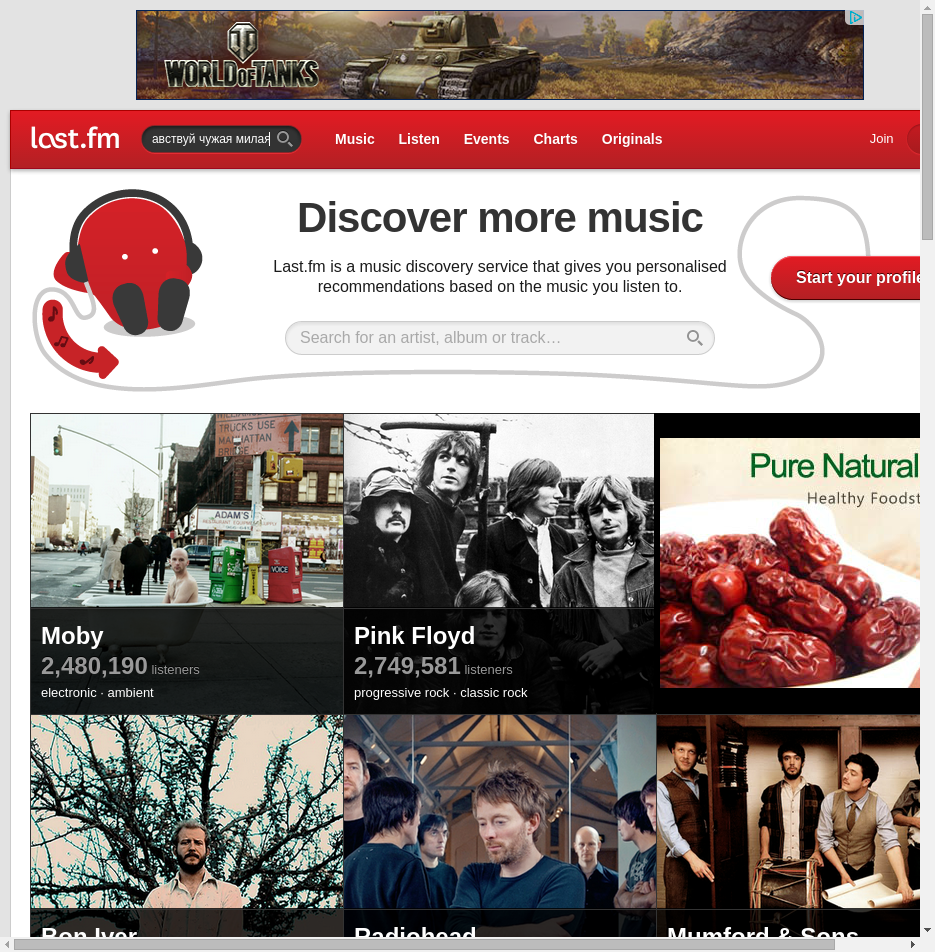 WORLD OF TANKS
last.fm
авствуй чужая милая
Music Listen Events Charts Originals
Join
Discover more music
Last.fm is a music discovery service that gives you personalised
recommendations based on the music you listen to.
Start your profile
Search for an artist, album or track…
TRUCKS USE
MANHATTAN
BRIDGE
ADAM'S
VOICE
Moby
2,480,190 listeners
electronic · ambient
Pink Floyd
2,749,581 listeners
progressive rock · classic rock
Pure Natural
Healthy Foodst
Bon Iver
Radiohead
Mumford & Sons